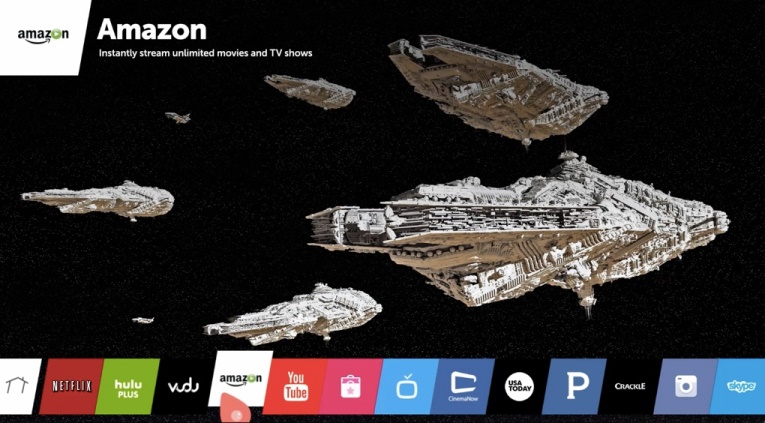 amazon
Amazon
Instantly stream unlimited movies and TV shows
NETFLIX
hulu
PLUS
vudu
amazon
You
Tube
CinemaNow
USA
TODAY
P
CRACKLE
skype